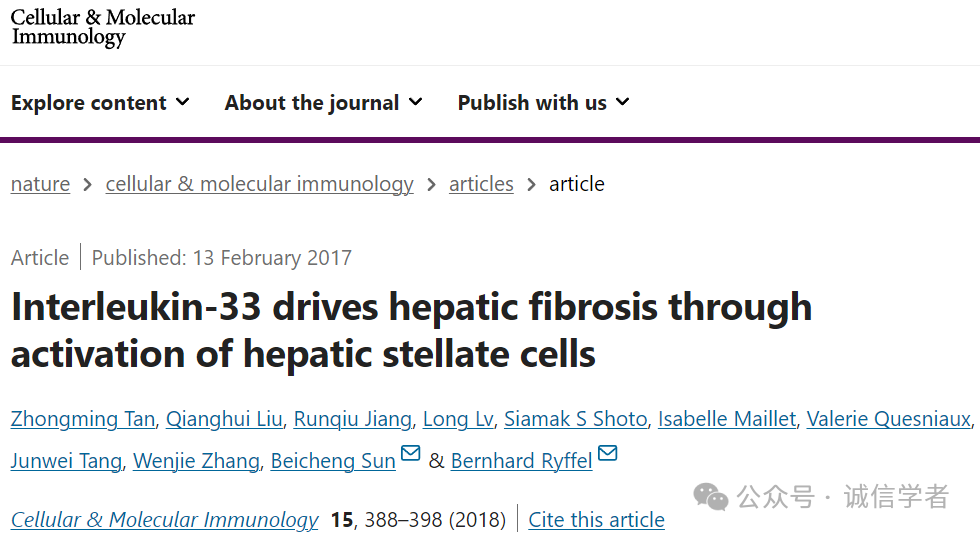 Cellular & Molecular
Immunology
Explore content About the journal Publish with us
nature > cellular & molecular immunology > articles > article
Article | Published: 13 February 2017
Interleukin-33 drives hepatic fibrosis through
activation of hepatic stellate cells
Zhongming Tan, Qianghui Liu, Runqiu Jiang, Long Lv, Siamak S Shoto, Isabelle Maillet, Valerie Quesniaux,
Junwei Tang, Wenjie Zhang, Beicheng Sun & Bernhard Ryffel
公众号 · 诚信学者
Cellular & Molecular Immunology 15, 388–398 (2018) | Cite this article